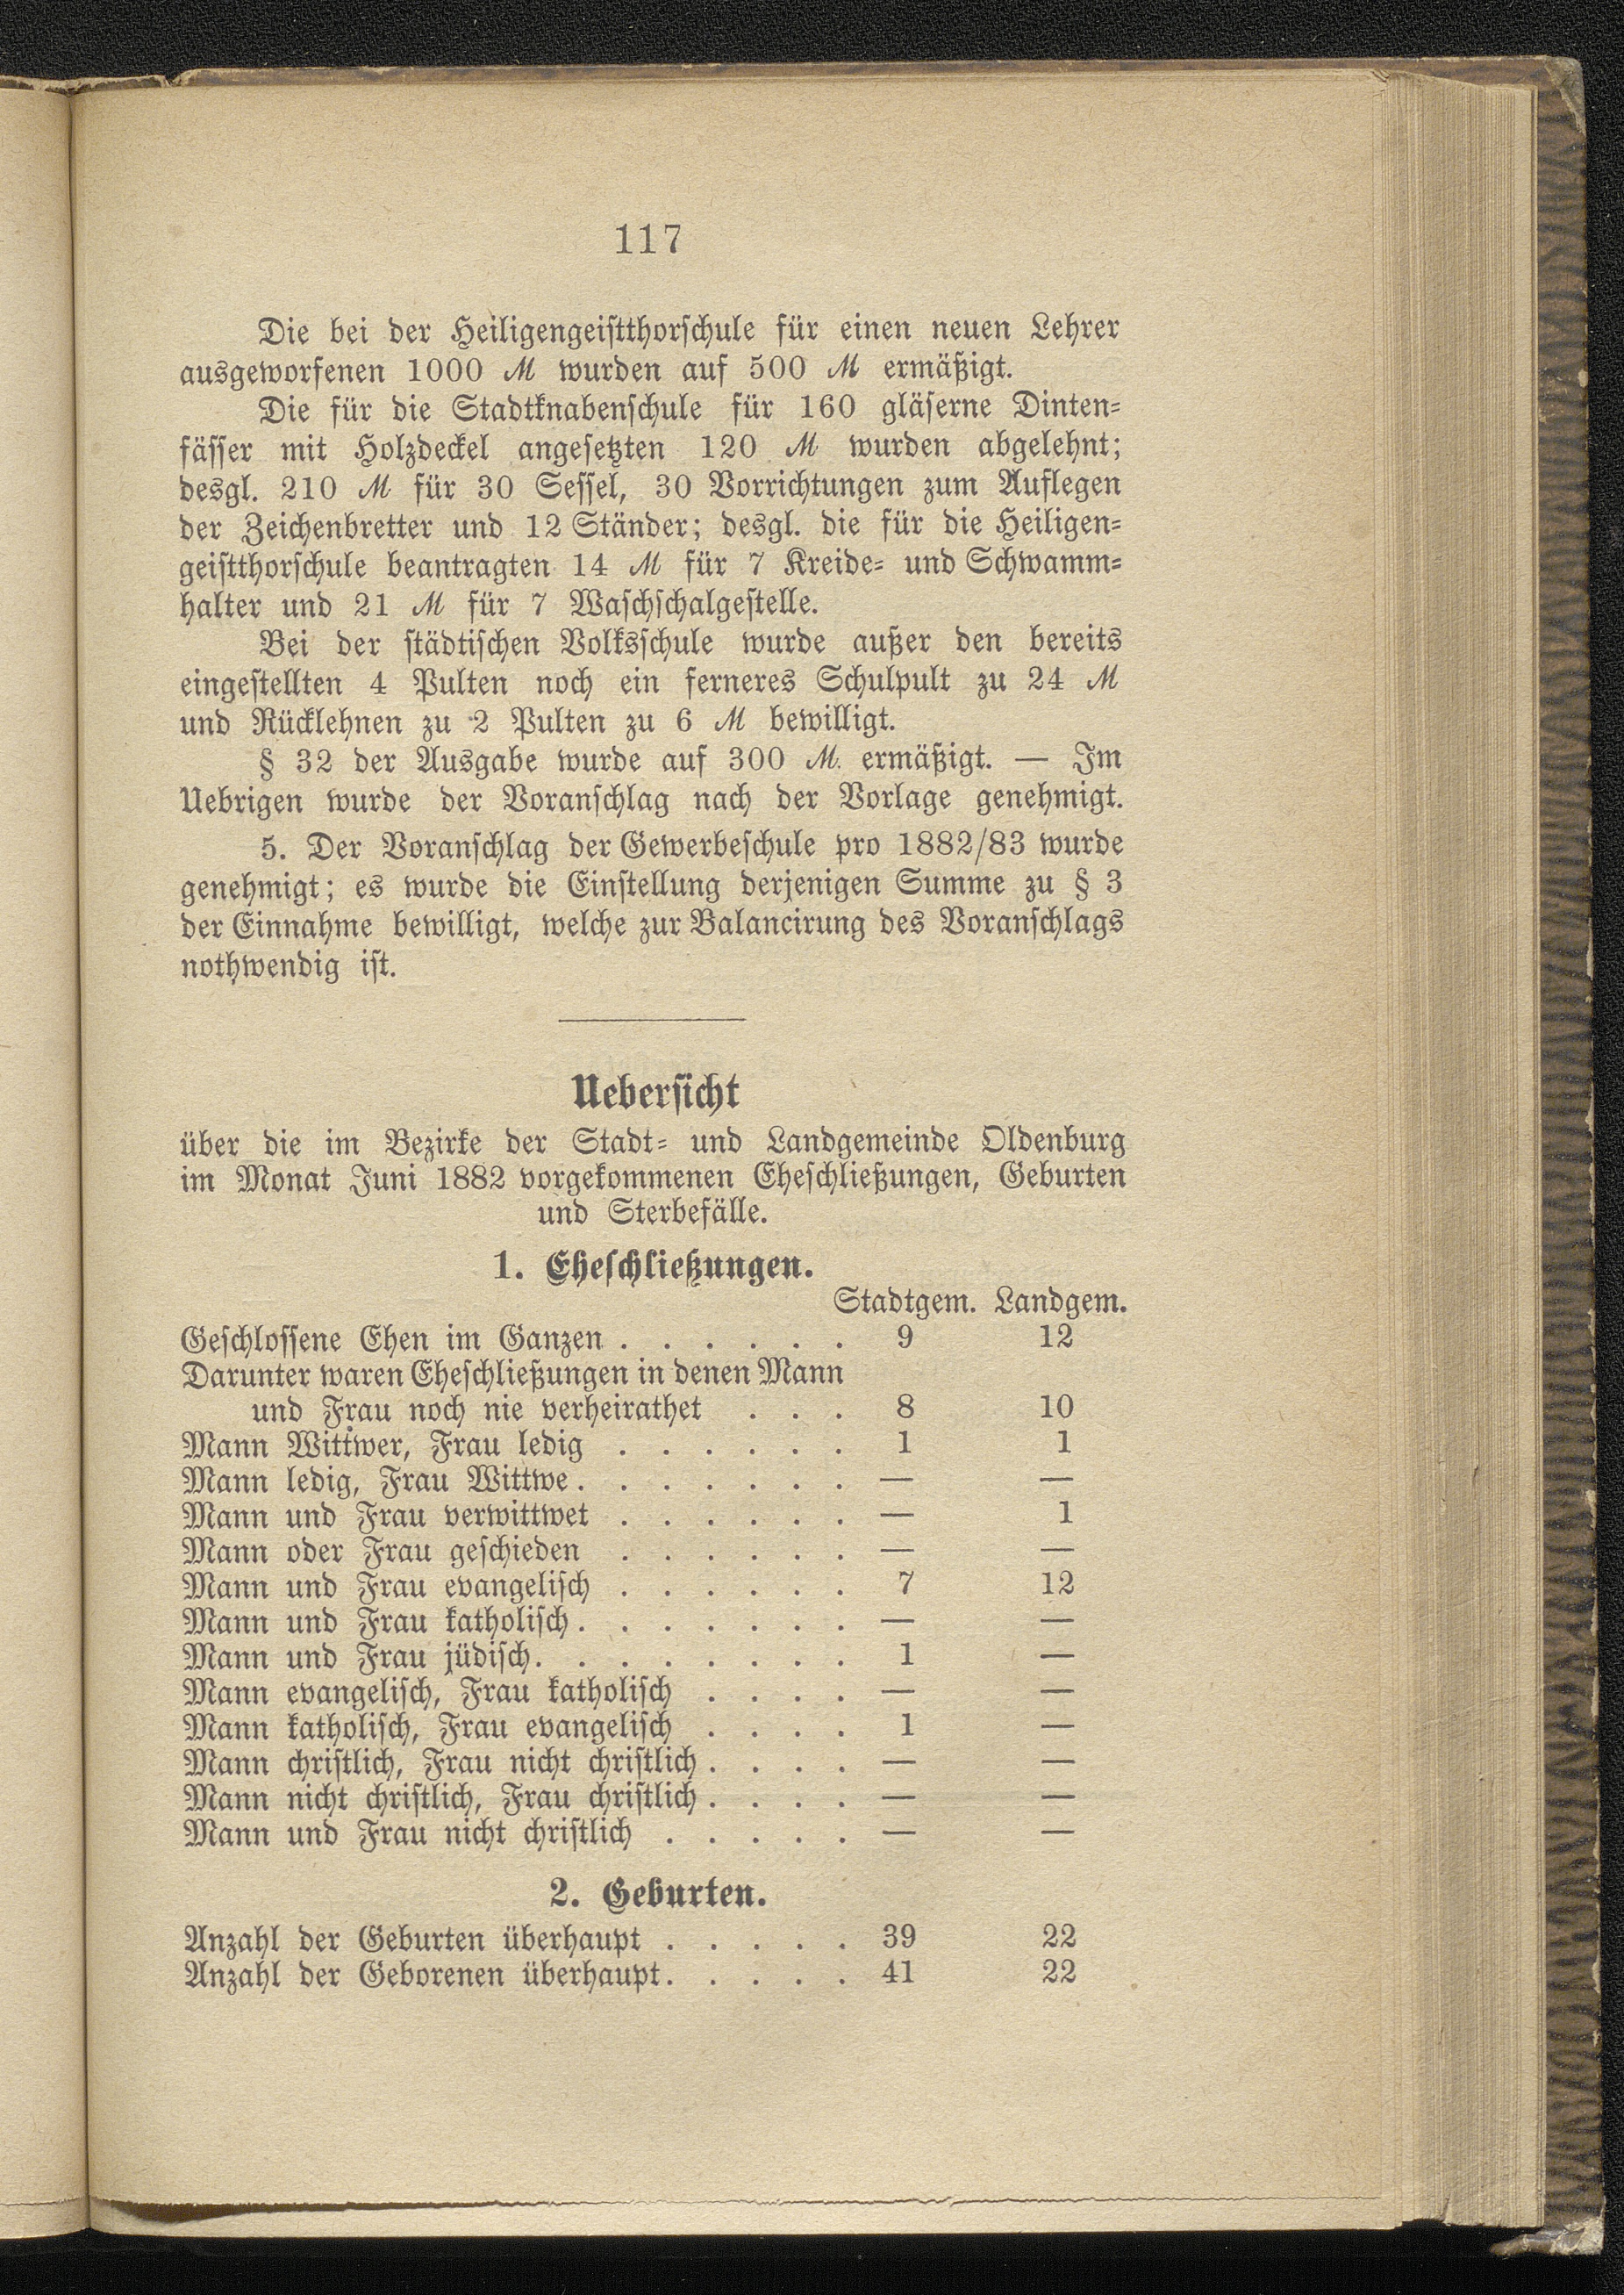 117
Die bei der Heiligengeistthorschule für einen neuen Lehrer
ausgeworfenen 1000 ℳ wurden auf 500 ℳ ermäßigt.
Die für die Stadtknabenschule für 160 gläserne Dinten=
fässer mit Holzdeckel angesetzten 120 ℳ wurden abgelehnt;
desgl. 210 ℳ für 30 Sessel, 30 Vorrichtungen zum Auflegen
der Zeichenbretter und 12 Ständer; desgl. die für die Heiligen=
geistthorschule beantragten 14 ℳ für 7 Kreide= und Schwamm=
halter und 21 ℳ für 7 Waschschalgestelle.
Bei der städtischen Volksschule wurde außer den bereits
eingestellten 4 Pulten noch ein ferneres Schulpult zu 24 ℳ
und Rücklehnen zu 2 Pulten zu 6 ℳ bewilligt.
§ 32 der Ausgabe wurde auf 300 ℳ. ermäßigt. — Im
Uebrigen wurde der Voranschlag nach der Vorlage genehmigt.
5. Der Voranschlag der Gewerbeschule pro 1882/83 wurde
genehmigt; es wurde die Einstellung derjenigen Summe zu § 3
der Einnahme bewilligt, welche zur Balancirung des Voranschlags
nothwendig ist.
Uebersicht
über die im Bezirke der Stadt= und Landgemeinde Oldenburg
im Monat Juni 1882 vorgekommenen Eheschließungen, Geburten
und Sterbefälle.
1. Eheschließungen.
Stadtgem. Landgem.
Geschlossene Ehen im Ganzen . . . . . . 9 12
Darunter waren Eheschließungen in denen Mann
und Frau noch nie verheirathet . . . 8 10
Mann Wittwer, Frau ledig . . . . . . 1 1
Mann ledig, Frau Wittwe . . . . . . . — —
Mann und Frau verwittwet . . . . . . — 1
Mann oder Frau geschieden . . . . . . — —
Mann und Frau evangelisch . . . . . . 7 12
Mann und Frau katholisch . . . . . . . — —
Mann und Frau jüdisch . . . . . . . . 1 —
Mann evangelisch, Frau katholisch . . . . — —
Mann katholisch, Frau evangelisch . . . . 1 —
Mann christlich, Frau nicht christlich . . . . — —
Mann nicht christlich, Frau christlich . . . . — —
Mann und Frau nicht christlich . . . . . — —
2. Geburten.
Anzahl der Geburten überhaupt . . . . . 39 22
Anzahl der Geborenen überhaupt . . . . . 41 22